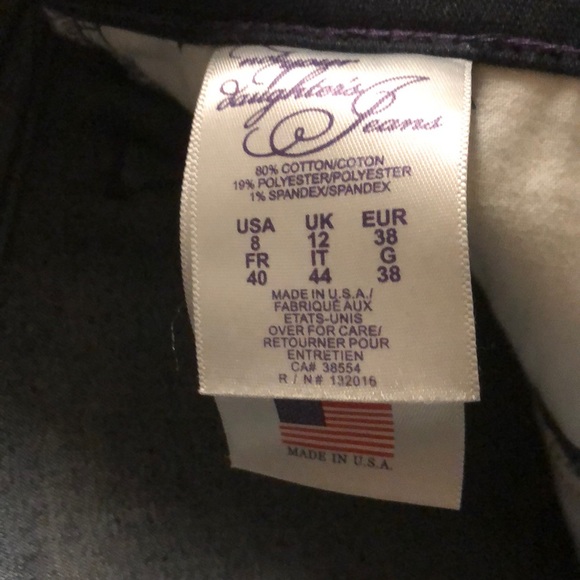 daughter's
Jeans
80% COTTON/COTON
19% POLYESTER/POLYESTER
1% SPANDEX/SPANDEX
USA UK EUR
8 12 38
FR IT G
40 44 38
MADE IN U.S.A./
FABRIQUÉ AUX
ETATS-UNIS
OVER FOR CARE/
RETOURNER POUR
ENTRETIEN
CA# 38554
R / N# 132016
MADE IN U.S.A.